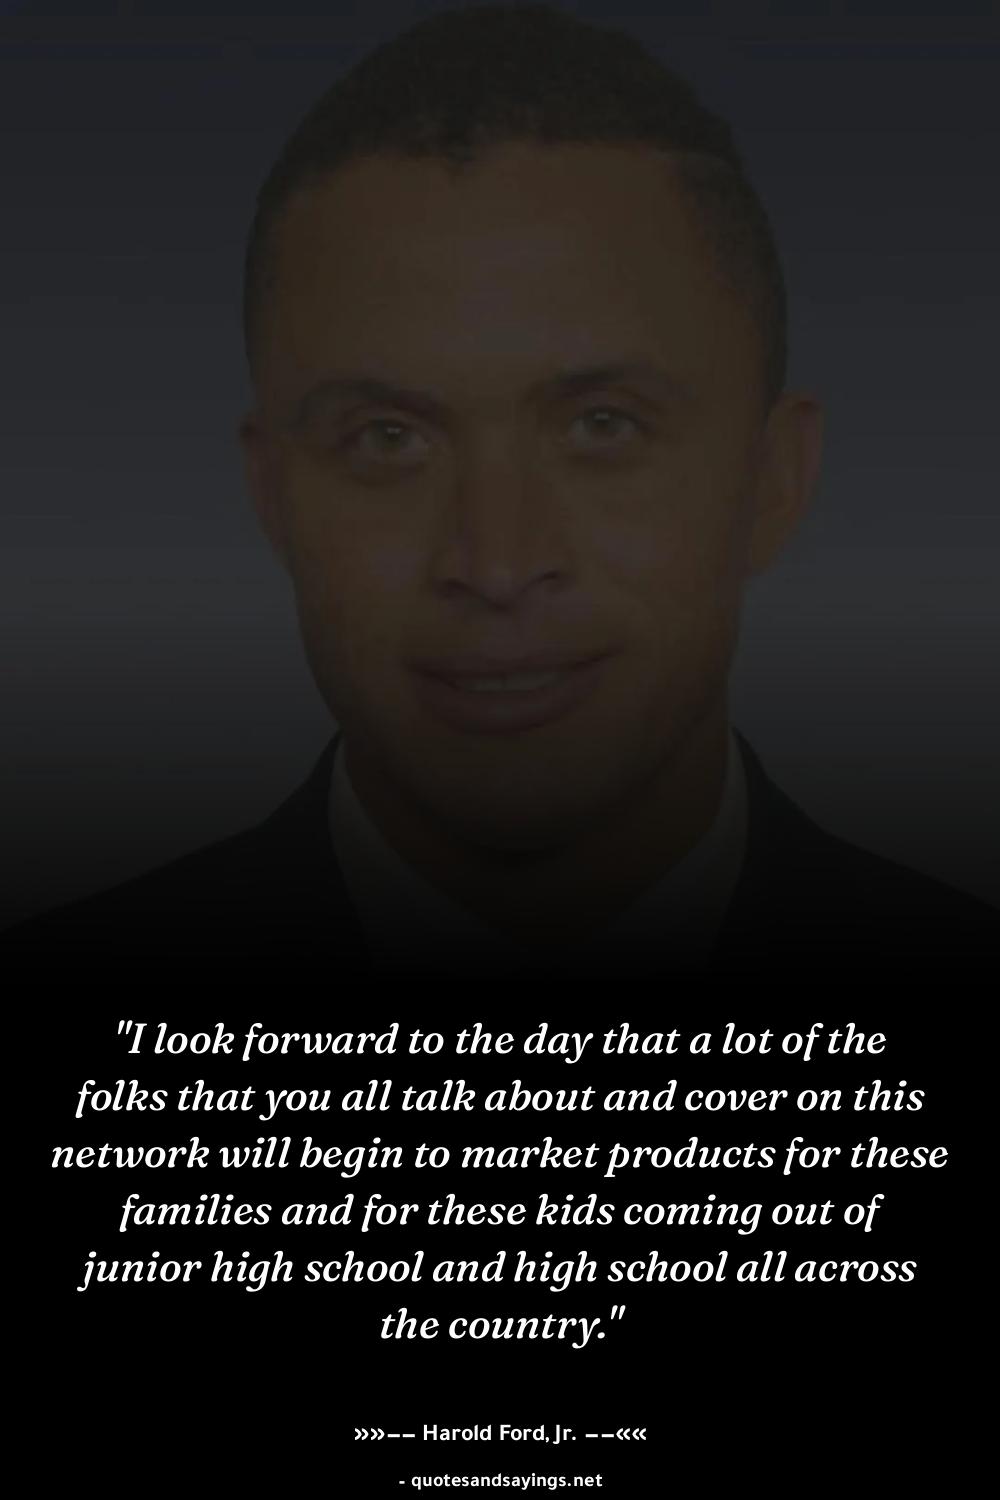 "I look forward to the day that a lot of the
folks that you all talk about and cover on this
network will begin to market products for these
families and for these kids coming out of
junior high school and high school all across
the country."
»»−− Harold Ford, Jr. −−««
- quotesandsayings.net